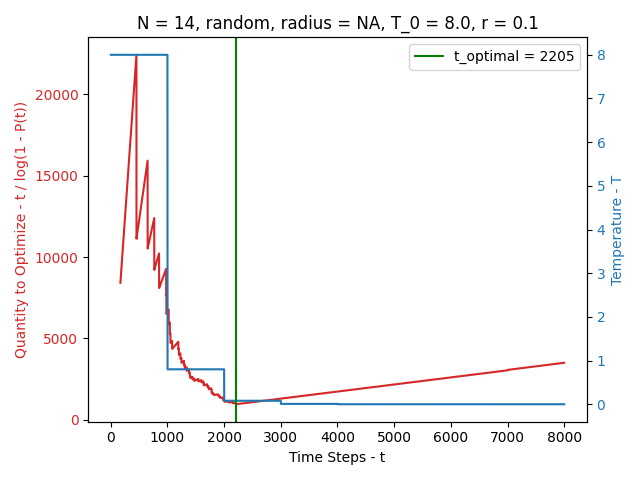 N = 14, random, radius = NA, T_0 = 8.0, r = 0.1
t_optimal = 2205
Quantity to Optimize - t / log(1 - P(t))
20000
15000
10000
5000
0
8
7
6
5
4
3
2
1
0
Temperature - T
0 1000 2000 3000 4000 5000 6000 7000 8000
Time Steps - t